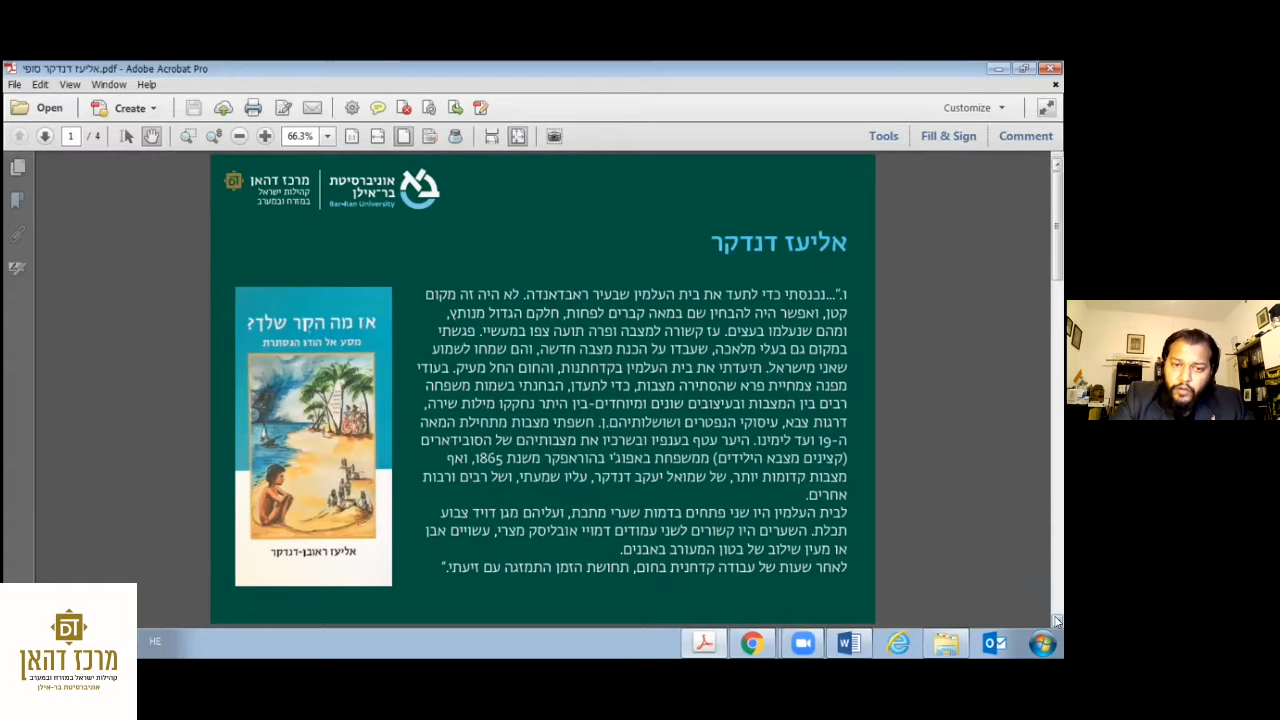 אליעז דנדקר סופי.pdf - Adobe Acrobat Pro
File Edit View Window Help
Open Create Customize
1 / 4 66.3% Tools Fill & Sign Comment
מרכז דהאן
קהילות ישראל
במזרח ובמערב
אוניברסיטת
בר-אילן
Bar-Ilan University
אליעז דנדקר
ו."...נכנסתי כדי לתעד את בית העלמין שבעיר ראבדאנדה. לא היה זה מקום
קטן, ואפשר היה להבחין שם במאה קברים לפחות, חלקם הגדול מנותץ,
ומהם שנעלמו בעצים. עז קשורה למצבה ופרה תועה צפו במעשיי. פגשתי
במקום גם בעלי מלאכה, שעבדו על הכנת מצבה חדשה, והם שמחו לשמוע
שאני מישראל. תיעדתי את בית העלמין בקדחתנות, והחום החל מעיק. בעודי
מפנה צמחיית פרא שהסתירה מצבות, כדי לתעדן, הבחנתי בשמות משפחה
רבים בין המצבות ובעיצובים שונים ומיוחדים-בין היתר נחקקו מילות שירה,
דרגות צבא, עיסוקי הנפטרים ושושלותיהם.ן. חשפתי מצבות מתחילת המאה
ה-19 ועד לימינו. היער עטף בענפיו ובשרכיו את מצבותיהם של הסובידארים
(קצינים מצבא הילידים) ממשפחת באפוג'י בהוראפקר משנת 1865, ואף
מצבות קדומות יותר, של שמואל יעקב דנדקר, עליו שמעתי, ושל רבים ורבות
אחרים.
לבית העלמין היו שני פתחים בדמות שערי מתכת, ועליהם מגן דויד צבוע
תכלת. השערים היו קשורים לשני עמודים דמויי אובליסק מצרי, עשויים אבן
או מעין שילוב של בטון המעורב באבנים.
לאחר שעות של עבודה קדחנית בחום, תחושת הזמן התמזגה עם זיעתי."
אז מה הקֶר שלך?
מסע אל הודו הנסתרת
אליעז ראובן-דנדקר
HE
מרכז דהאן
קהילות ישראל במזרח ובמערב
אוניברסיטת בר-אילן